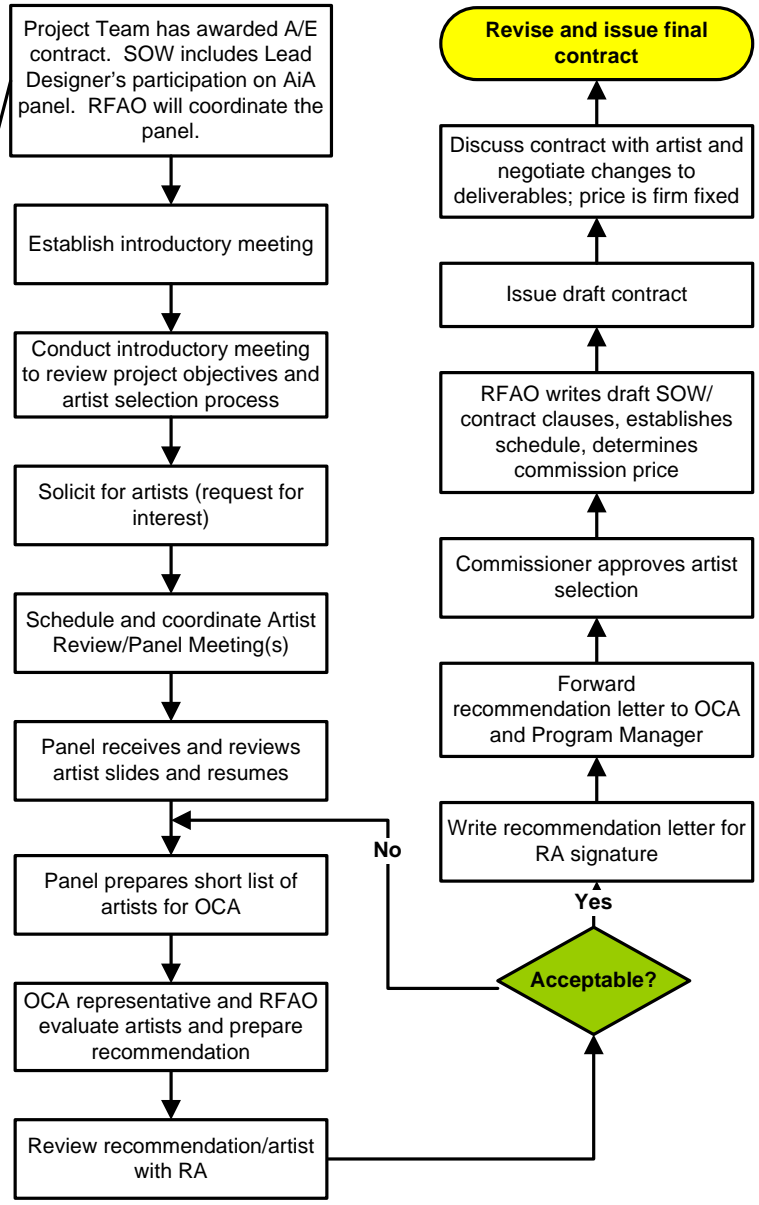 Project Team has awarded A/E
contract.  SOW includes Lead
Designer's participation on AiA
panel.  RFAO will coordinate the
panel.
Establish introductory meeting
Conduct introductory meeting
to review project objectives and
artist selection process
Solicit for artists (request for
interest)
Schedule and coordinate Artist
Review/Panel Meeting(s)
Panel receives and reviews
artist slides and resumes
Panel prepares short list of
artists for OCA
OCA representative and RFAO
evaluate artists and prepare
recommendation
Review recommendation/artist
with RA
Acceptable?
No
Yes
Write recommendation letter for
RA signature
Forward
recommendation letter to OCA
and Program Manager
Commissioner approves artist
selection
RFAO writes draft SOW/
contract clauses, establishes
schedule, determines
commission price
Issue draft contract
Discuss contract with artist and
negotiate changes to
deliverables; price is firm fixed
Revise and issue final
contract